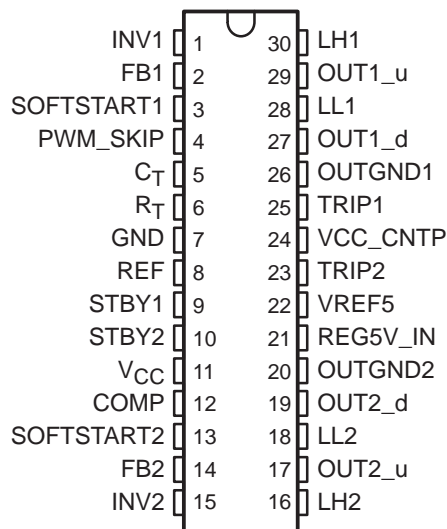 INV1 1 30 LH1
FB1 2 29 OUT1_u
SOFTSTART1 3 28 LL1
PWM_SKIP 4 27 OUT1_d
CT 5 26 OUTGND1
RT 6 25 TRIP1
GND 7 24 VCC_CNTP
REF 8 23 TRIP2
STBY1 9 22 VREF5
STBY2 10 21 REG5V_IN
VCC 11 20 OUTGND2
COMP 12 19 OUT2_d
SOFTSTART2 13 18 LL2
FB2 14 17 OUT2_u
INV2 15 16 LH2